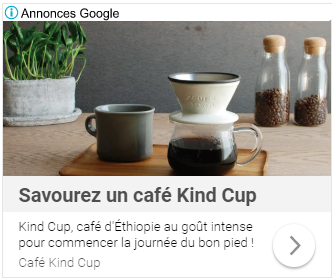 Annonces Google
Savourez un café Kind Cup
Kind Cup, café d'Éthiopie au goût intense
pour commencer la journée du bon pied !
Café Kind Cup